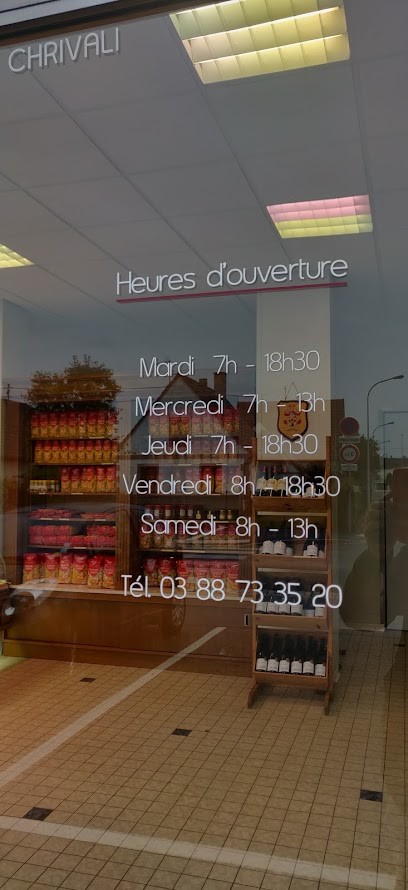 CHRIVALI
Heures d'ouverture
Mardi 7h - 18h30
Mercredi 7h - 13h
Jeudi 7h - 18h30
Vendredi 8h - 18h30
Samedi 8h - 13h
Tél. 03 88 73 35 20